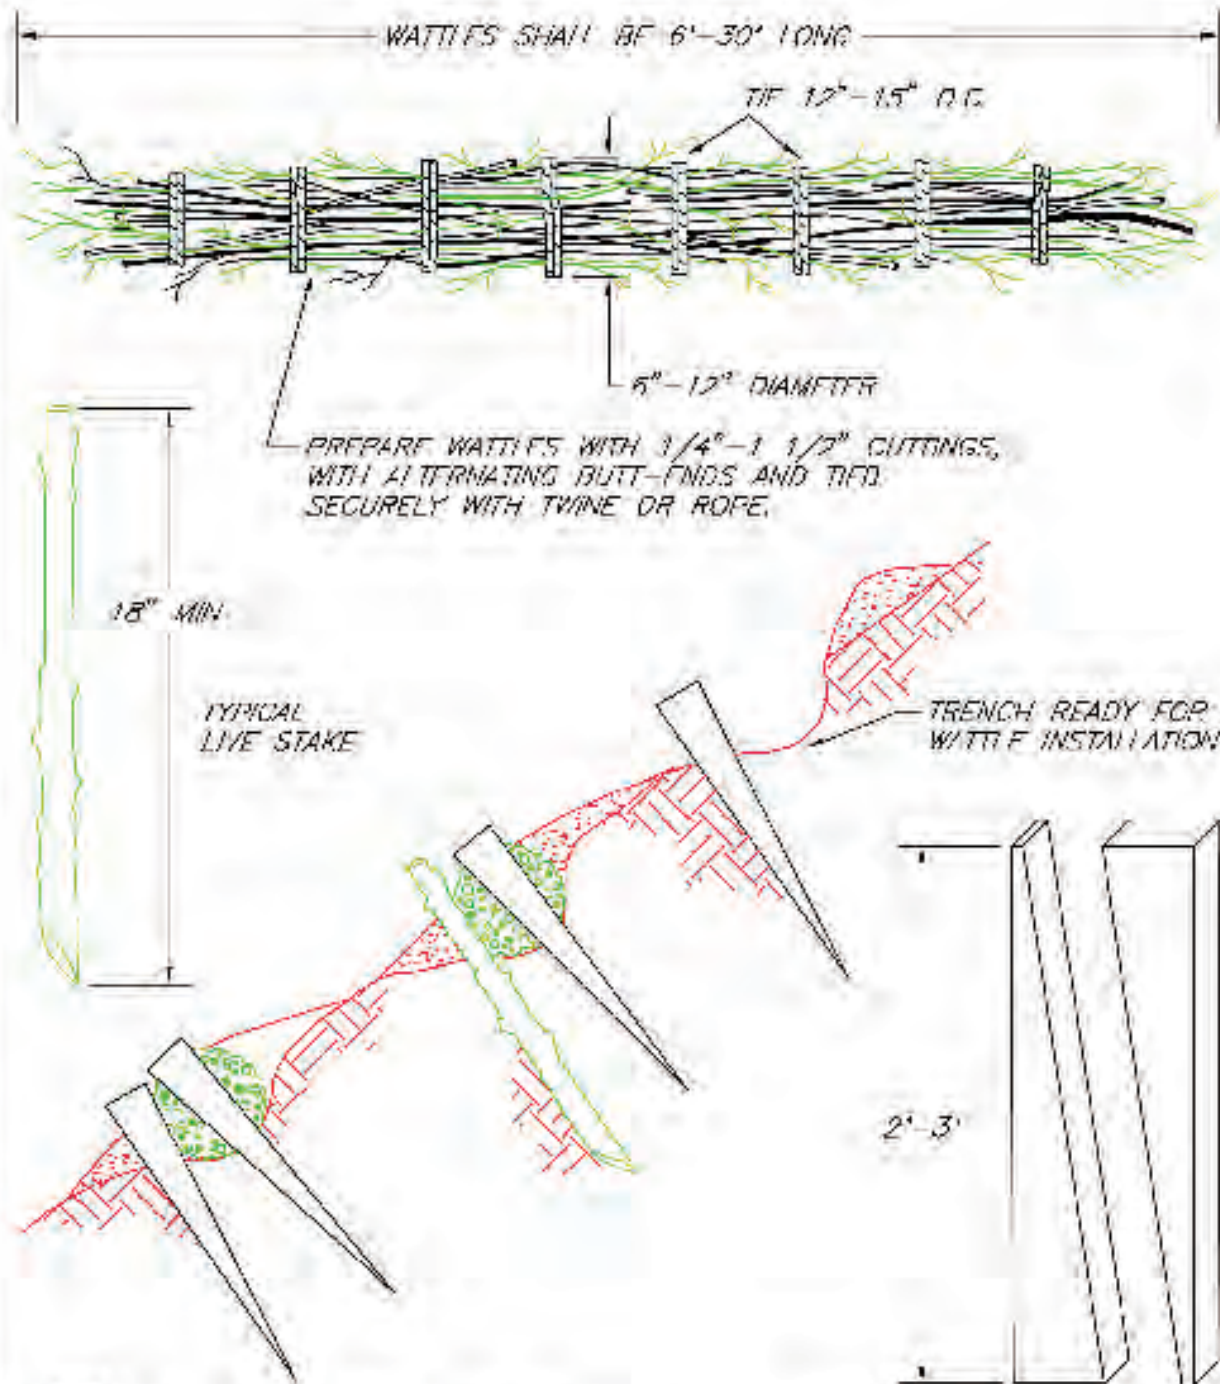 WATTLES SHALL BE 6'-30' LONG
TIE 12"-15" O.C.
6"-12" DIAMETER
PREPARE WATTLES WITH 3/4"-1 1/2" CUTTINGS,
WITH ALTERNATING BUTT-ENDS AND TIED
SECURELY WITH TWINE OR ROPE.
18" MIN.
TYPICAL
LIVE STAKE
TRENCH READY FOR
WATTLE INSTALLATION
2'-3'